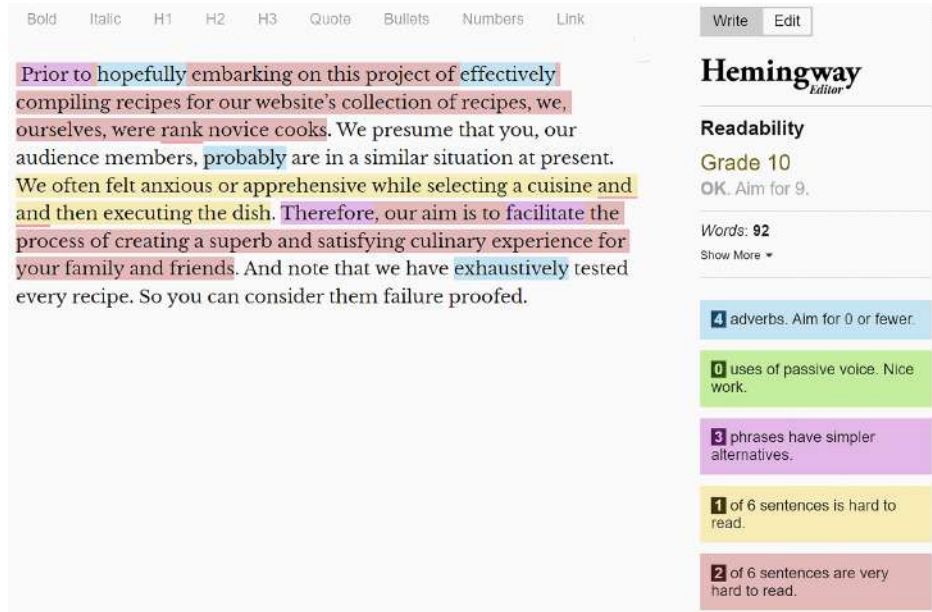 Bold Italic H1 H2 H3 Quote Bullets Numbers Link
Prior to hopefully embarking on this project of effectively
compiling recipes for our website's collection of recipes, we,
ourselves, were rank novice cooks. We presume that you, our
audience members, probably are in a similar situation at present.
We often felt anxious or apprehensive while selecting a cuisine and
and then executing the dish. Therefore, our aim is to facilitate the
process of creating a superb and satisfying culinary experience for
your family and friends. And note that we have exhaustively tested
every recipe. So you can consider them failure proofed.
Write Edit
Hemingway
Editor
Readability
Grade 10
OK. Aim for 9.
Words: 92
Show More
4 adverbs. Aim for 0 or fewer.
0 uses of passive voice. Nice
work.
3 phrases have simpler
alternatives.
1 of 6 sentences is hard to
read.
2 of 6 sentences are very
hard to read.